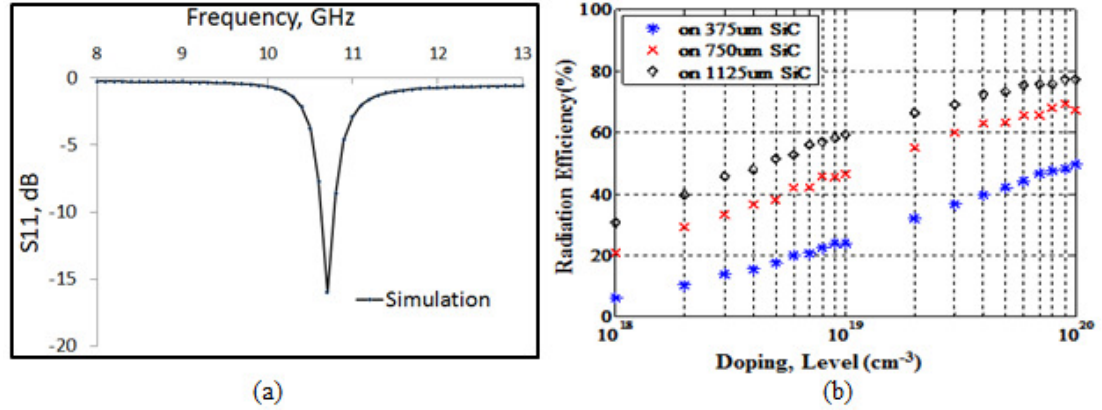 Frequency, GHz
8 9 10 11 12 13
0
-5
-10
-15
-20
S11, dB
Simulation
(a)
100
80
60
40
20
0
Radiation Efficiency(%)
on 375um SiC
on 750um SiC
on 1125um SiC
10^18 10^19 10^20
Doping, Level (cm^-3)
(b)